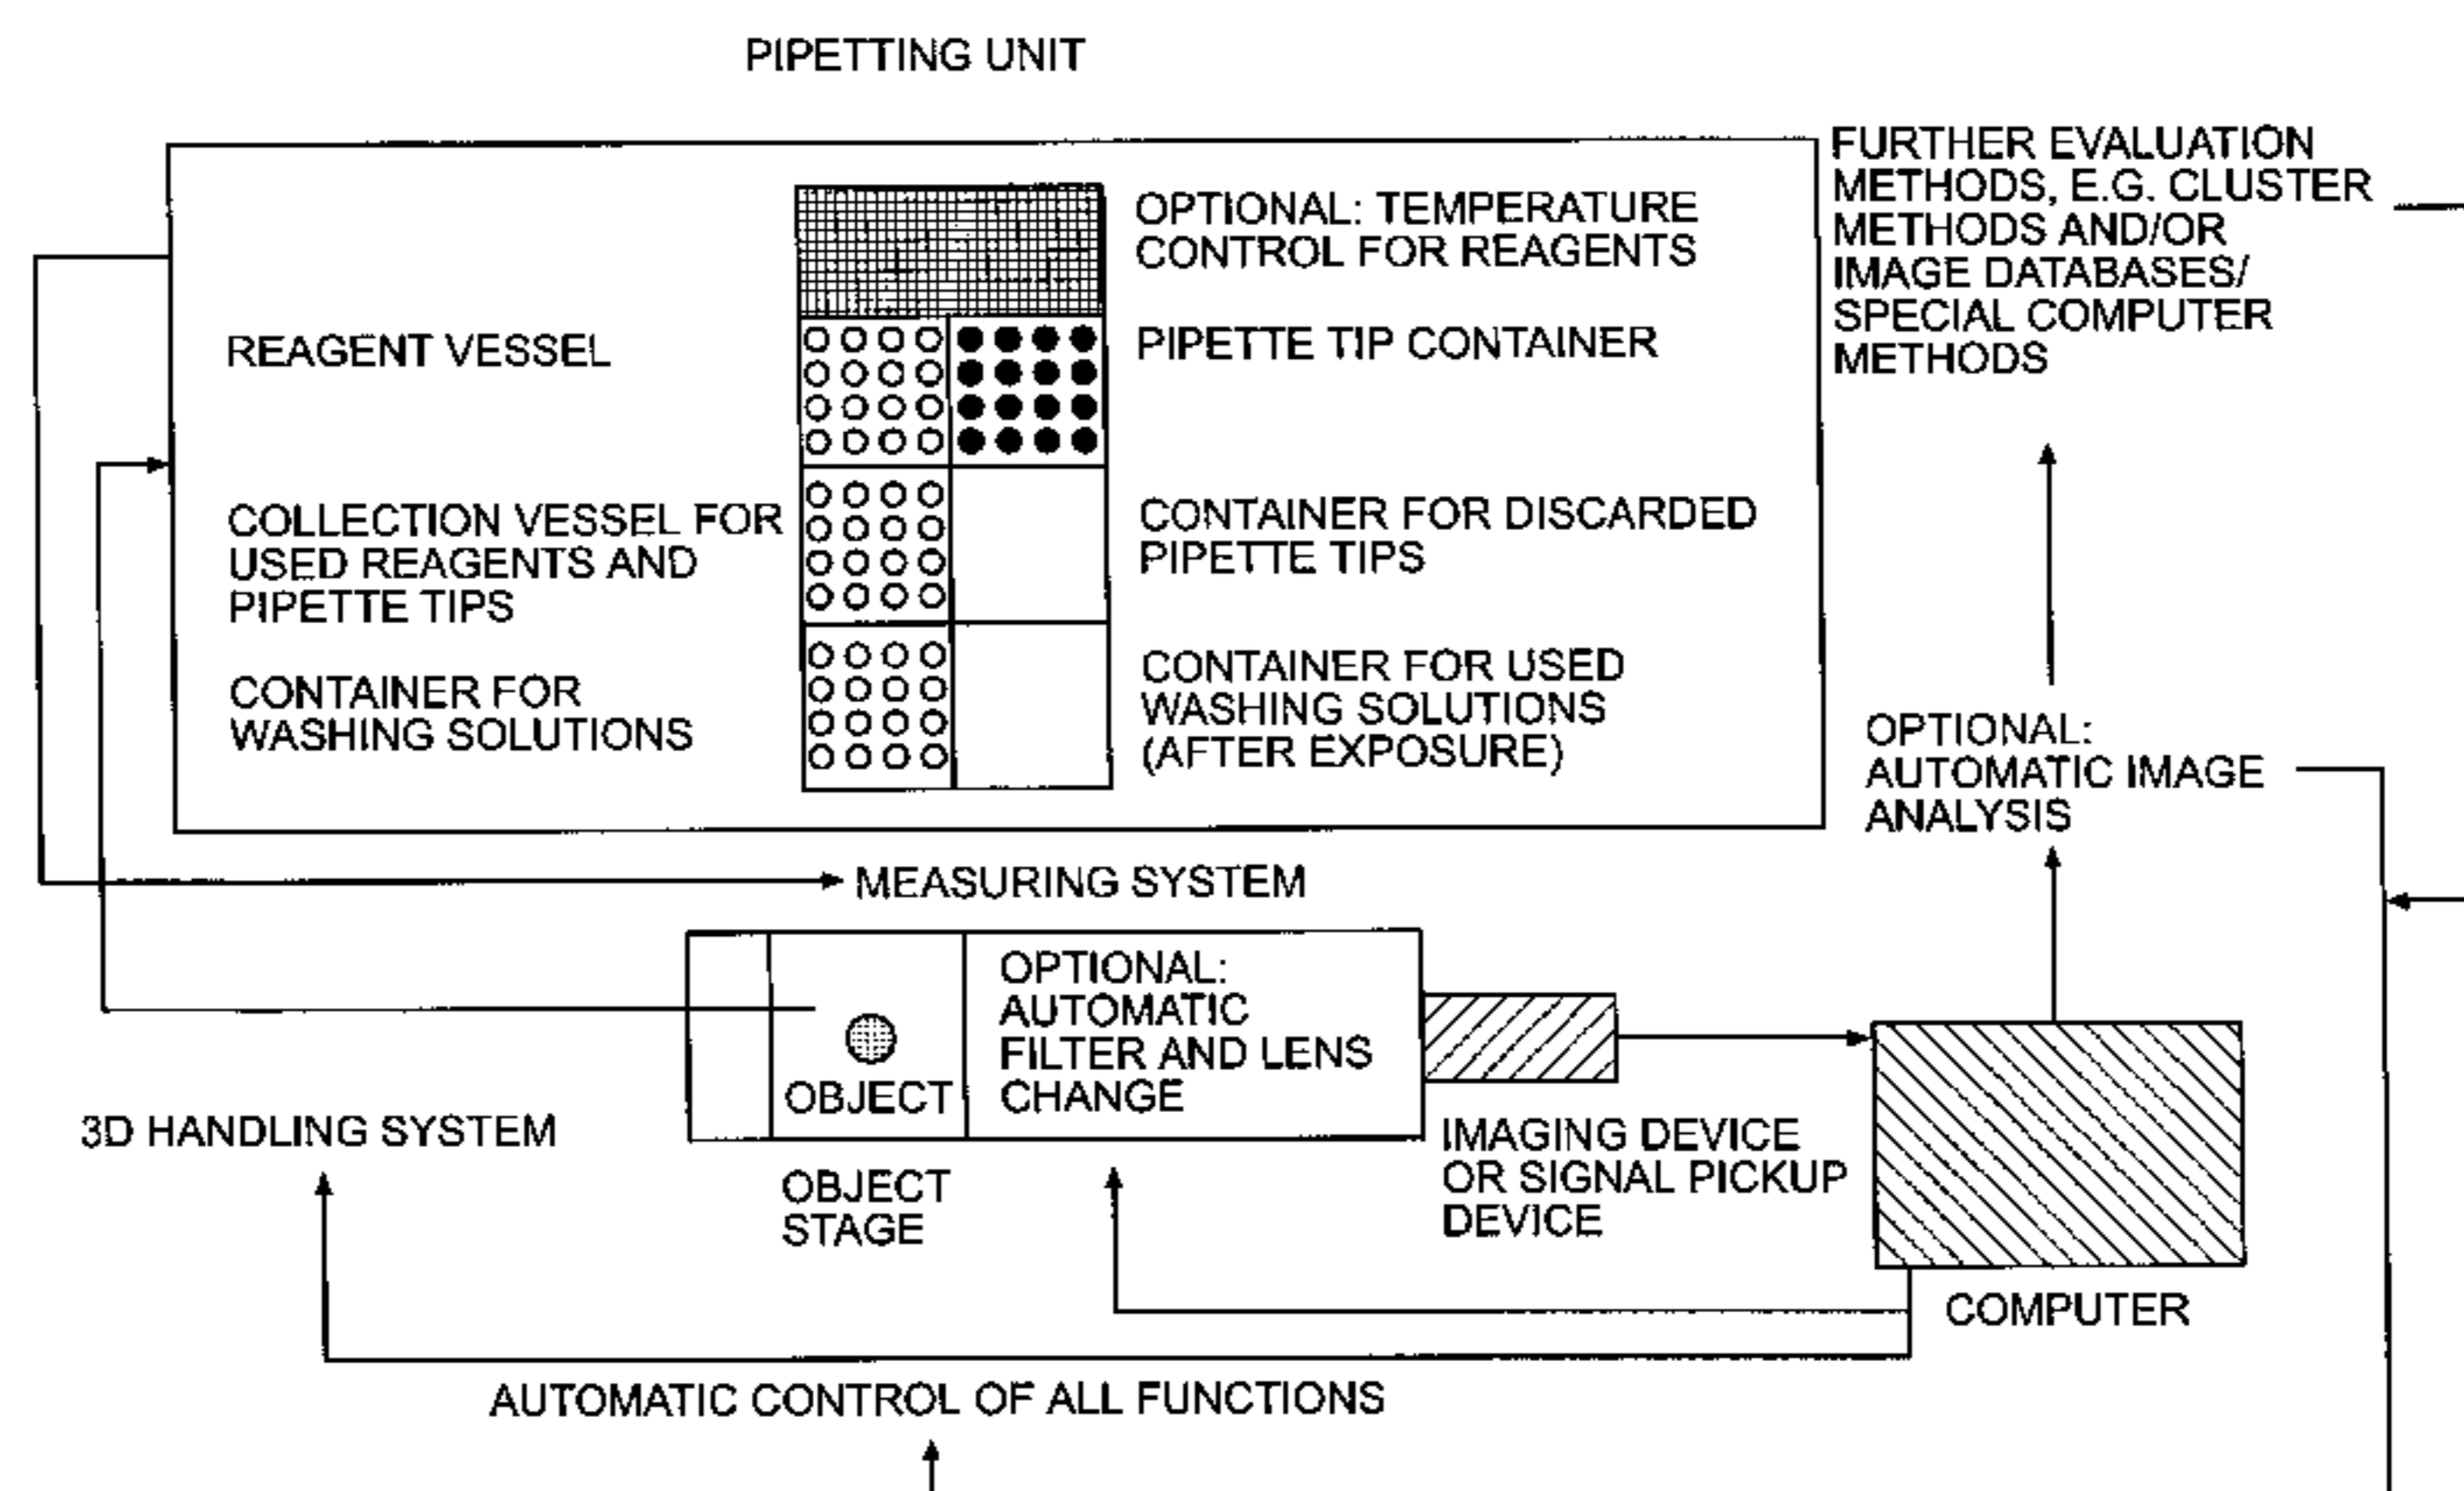 PIPETTING UNIT
OPTIONAL: TEMPERATURE
CONTROL FOR REAGENTS
REAGENT VESSEL
PIPETTE TIP CONTAINER
COLLECTION VESSEL FOR
USED REAGENTS AND
PIPETTE TIPS
CONTAINER FOR DISCARDED
PIPETTE TIPS
CONTAINER FOR
WASHING SOLUTIONS
CONTAINER FOR USED
WASHING SOLUTIONS
(AFTER EXPOSURE)
FURTHER EVALUATION
METHODS, E.G. CLUSTER
METHODS AND/OR
IMAGE DATABASES/
SPECIAL COMPUTER
METHODS
OPTIONAL:
AUTOMATIC IMAGE
ANALYSIS
MEASURING SYSTEM
OPTIONAL:
AUTOMATIC
FILTER AND LENS
CHANGE
OBJECT
3D HANDLING SYSTEM
OBJECT
STAGE
IMAGING DEVICE
OR SIGNAL PICKUP
DEVICE
COMPUTER
AUTOMATIC CONTROL OF ALL FUNCTIONS